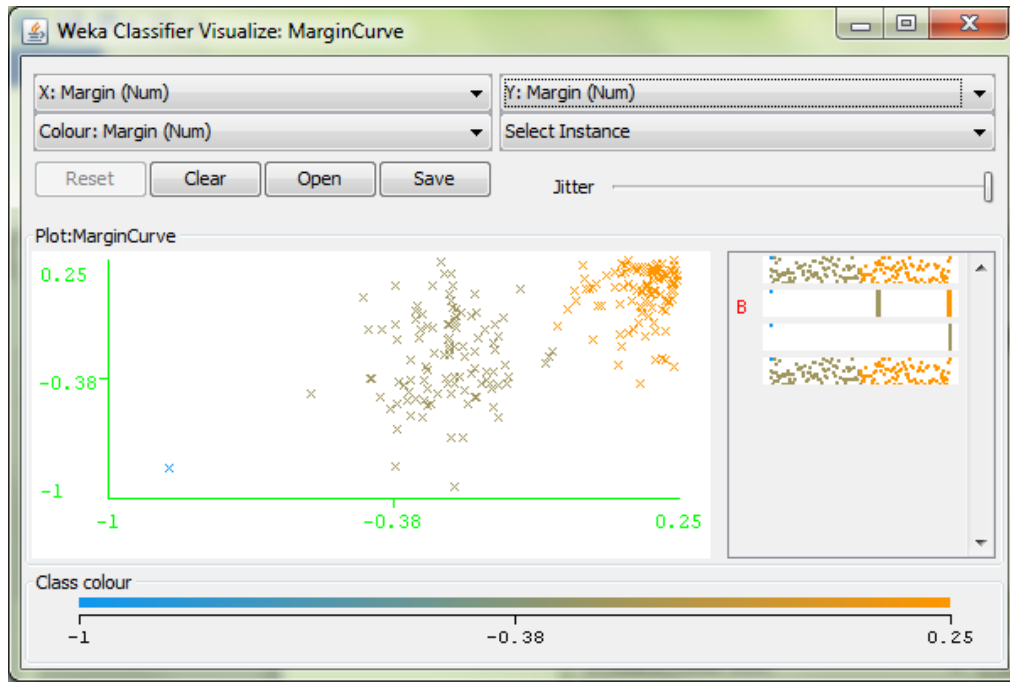 Weka Classifier Visualize: MarginCurve
X: Margin (Num)
Y: Margin (Num)
Colour: Margin (Num)
Select Instance
Reset
Clear
Open
Save
Jitter
Plot:MarginCurve
0.25
-0.38
-1
-1
-0.38
0.25
B
Class colour
-1
-0.38
0.25